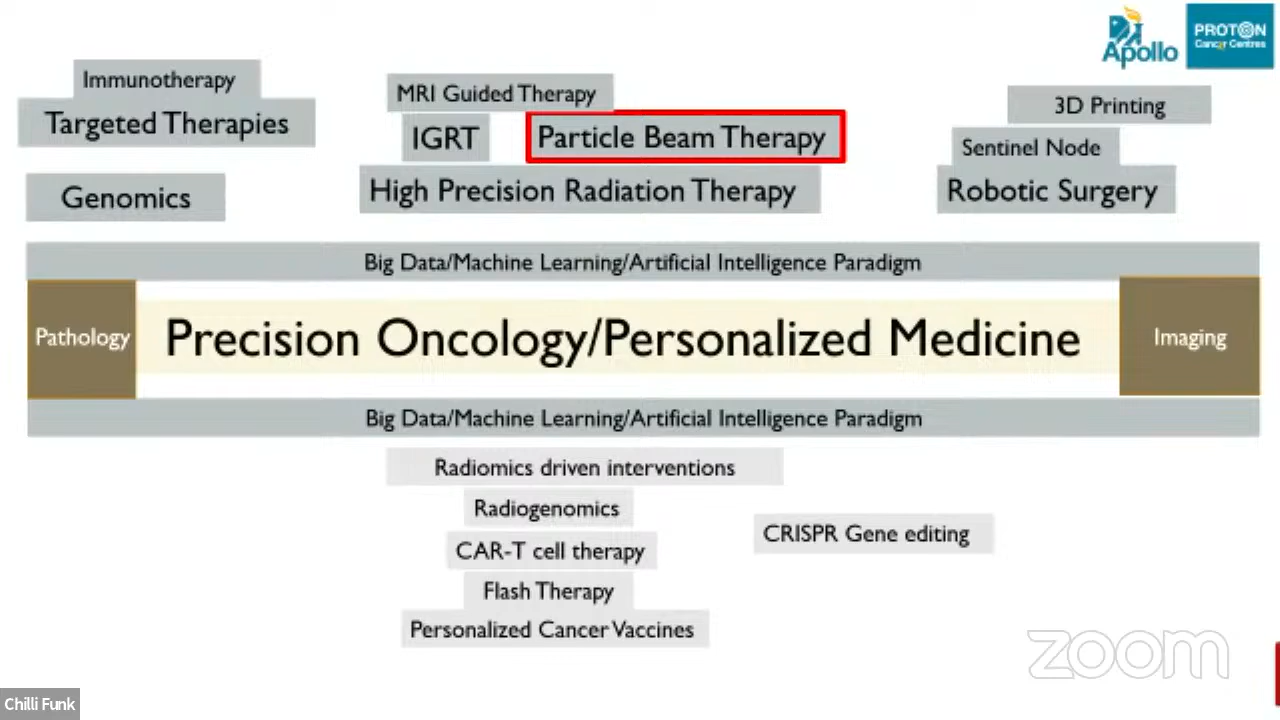 Apollo
PROTON
Cancer Centres
Immunotherapy
Targeted Therapies
Genomics
MRI Guided Therapy
IGRT
Particle Beam Therapy
High Precision Radiation Therapy
3D Printing
Sentinel Node
Robotic Surgery
Big Data/Machine Learning/Artificial Intelligence Paradigm
Pathology
Precision Oncology/Personalized Medicine
Imaging
Big Data/Machine Learning/Artificial Intelligence Paradigm
Radiomics driven interventions
Radiogenomics
CAR-T cell therapy
Flash Therapy
Personalized Cancer Vaccines
CRISPR Gene editing
zoom
Chilli Funk